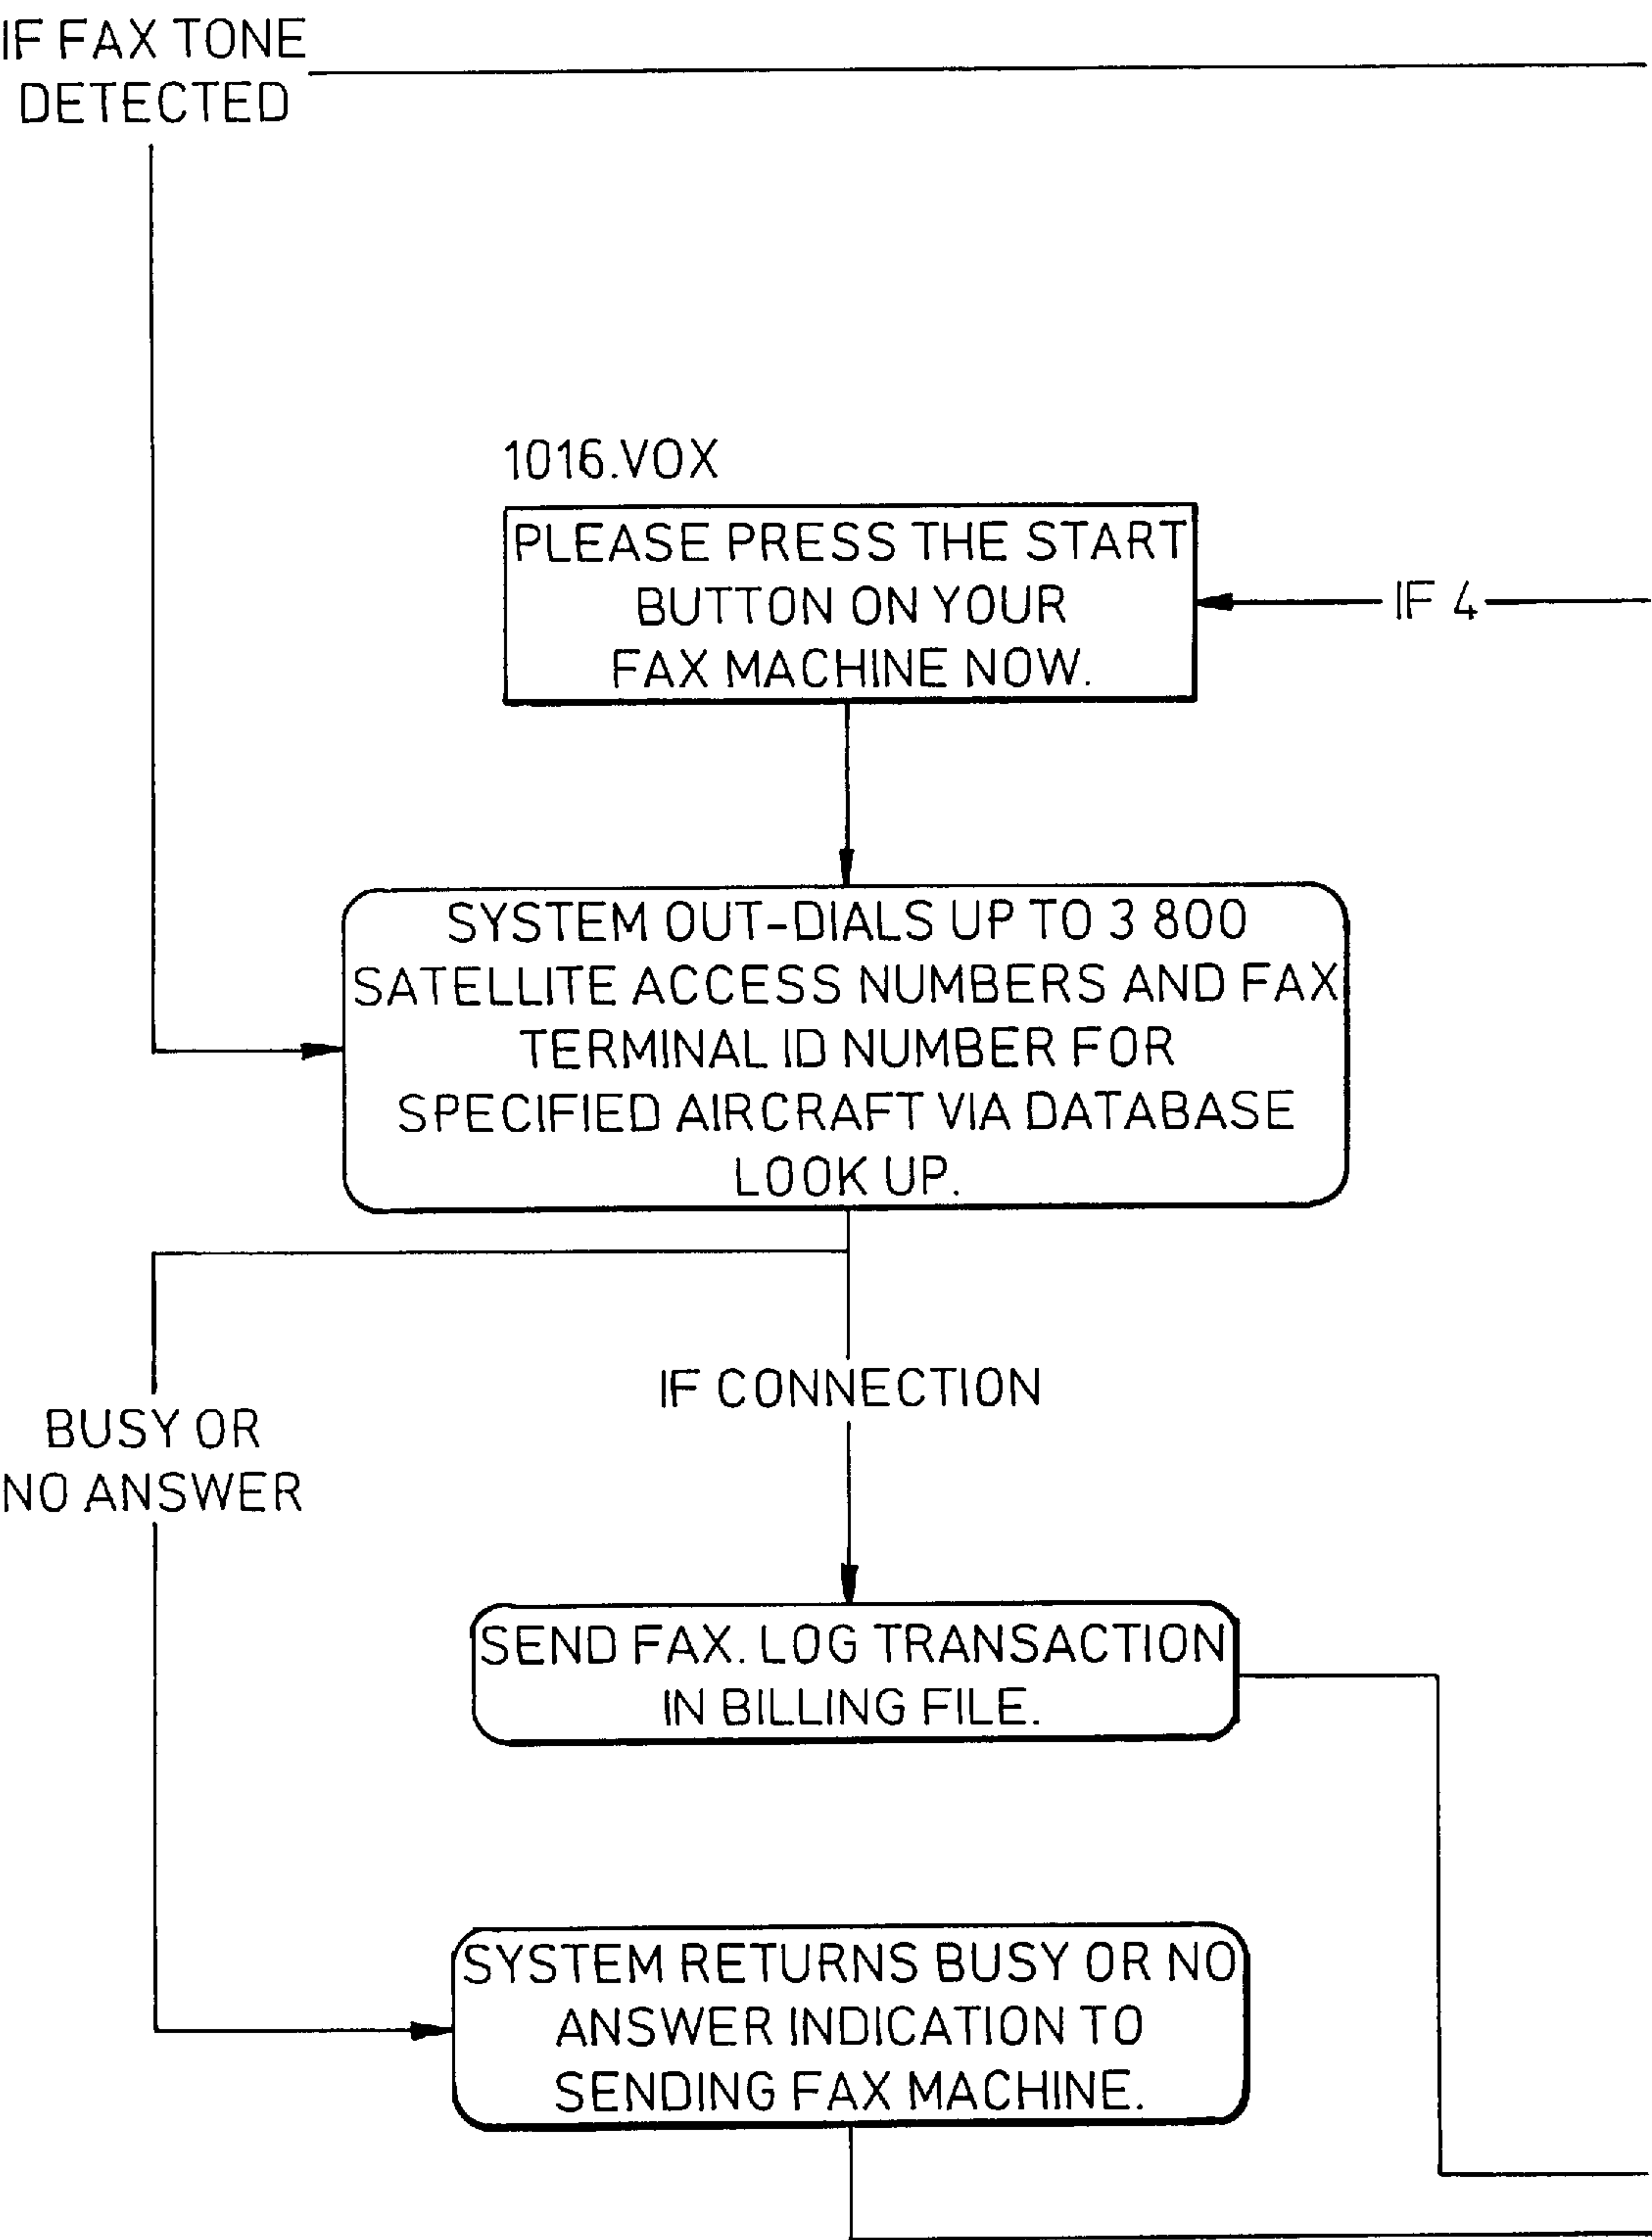 IF FAX TONE
DETECTED
1016.VOX
PLEASE PRESS THE START
BUTTON ON YOUR
FAX MACHINE NOW.
IF 4
SYSTEM OUT-DIALS UP TO 3 800
SATELLITE ACCESS NUMBERS AND FAX
TERMINAL ID NUMBER FOR
SPECIFIED AIRCRAFT VIA DATABASE
LOOK UP.
IF CONNECTION
BUSY OR
NO ANSWER
SEND FAX. LOG TRANSACTION
IN BILLING FILE.
SYSTEM RETURNS BUSY OR NO
ANSWER INDICATION TO
SENDING FAX MACHINE.